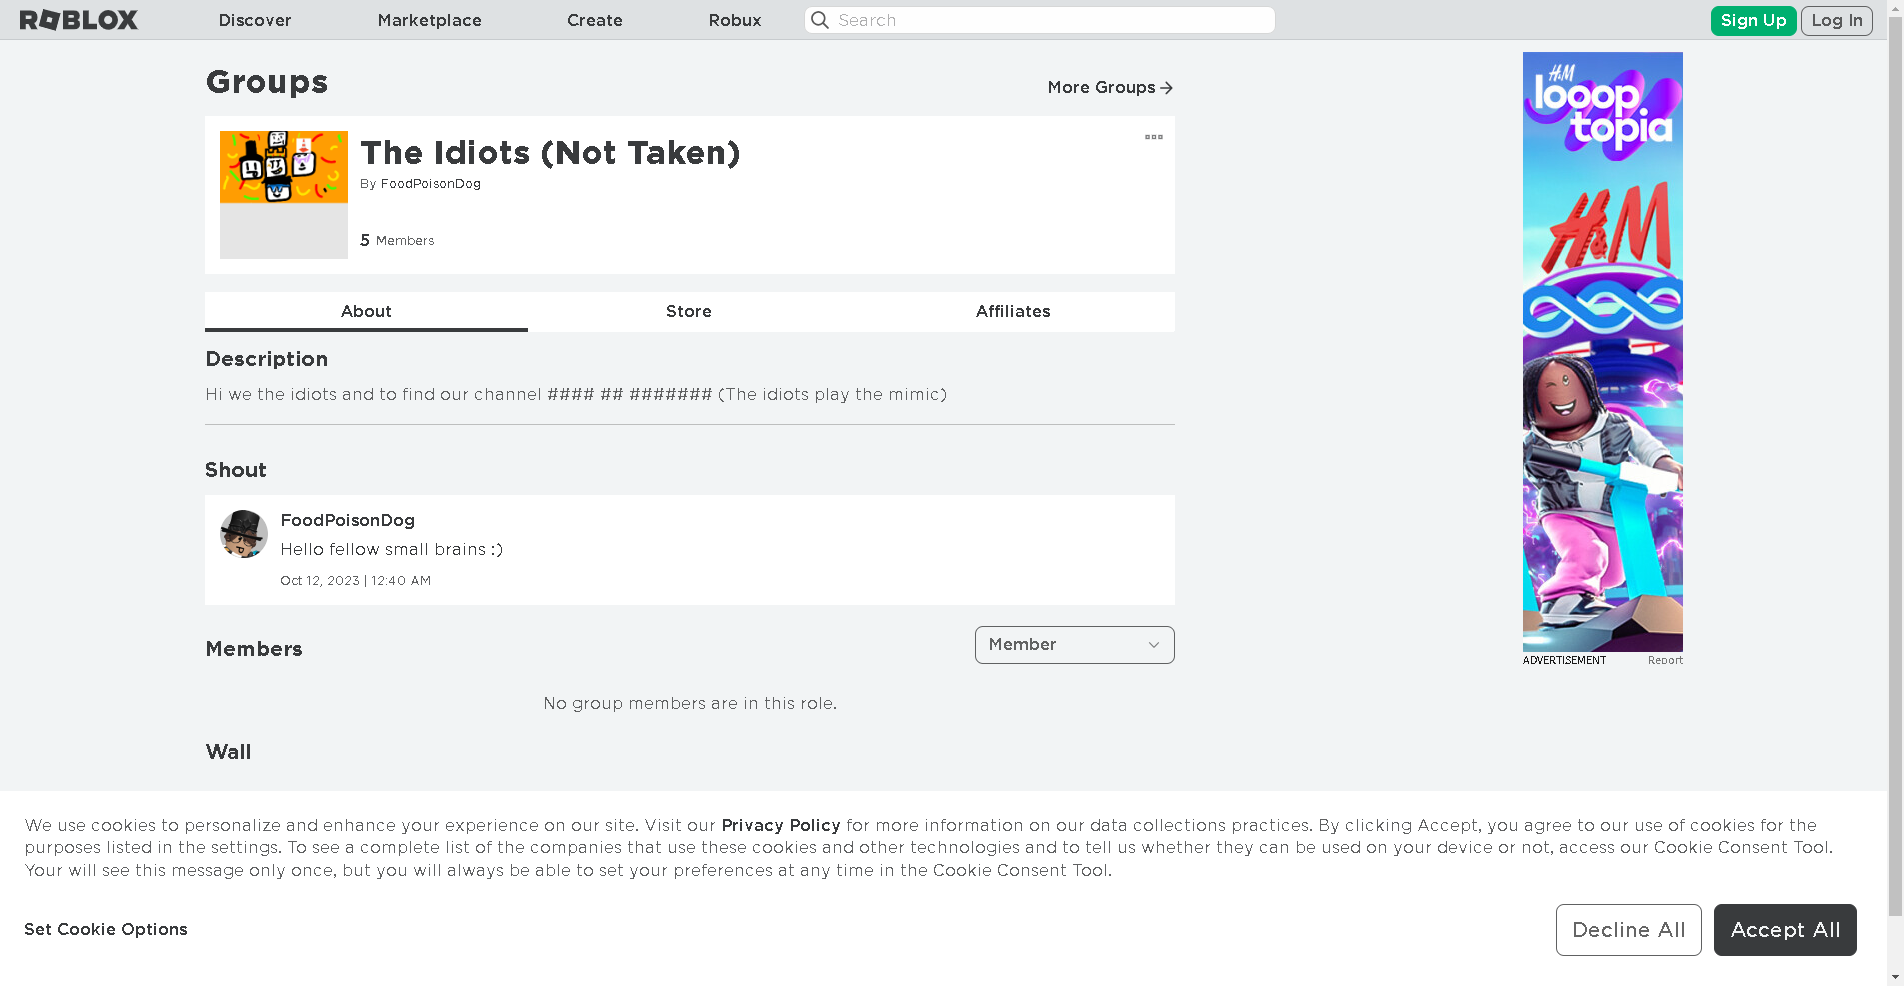 ROBLOX
Discover
Marketplace
Create
Robux
Search
Sign Up
Log In
Groups
More Groups
The Idiots (Not Taken)
By FoodPoisonDog
5 Members
About
Store
Affiliates
Description
Hi we the idiots and to find our channel #### ## ####### (The idiots play the mimic)
Shout
FoodPoisonDog
Hello fellow small brains :)
Oct 12, 2023 | 12:40 AM
Members
Member
No group members are in this role.
Wall
H&M
looop
topia
H&M
ADVERTISEMENT
Report
We use cookies to personalize and enhance your experience on our site. Visit our Privacy Policy for more information on our data collections practices. By clicking Accept, you agree to our use of cookies for the
purposes listed in the settings. To see a complete list of the companies that use these cookies and other technologies and to tell us whether they can be used on your device or not, access our Cookie Consent Tool.
Your will see this message only once, but you will always be able to set your preferences at any time in the Cookie Consent Tool.
Set Cookie Options
Decline All
Accept All